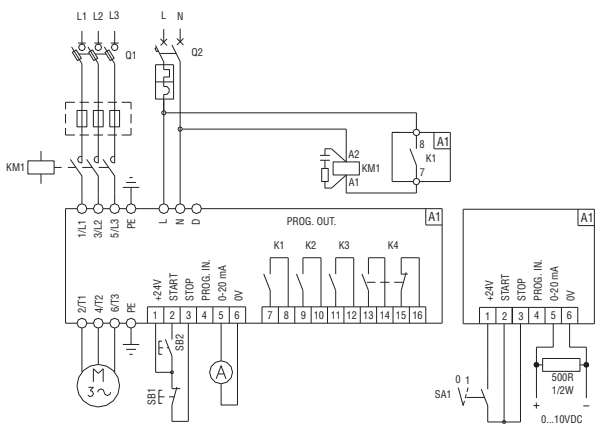 L1 L2 L3
L N
Q1
Q2
8 A1
K1
7
A2
KM1
A1
KM1
1/L1 3/L2 5/L3 PE
L N D
PROG. OUT.
A1
A1
K1 K2 K3 K4
+24V START STOP PROG. IN. 0-20 mA 0V
+24V START STOP PROG. IN. 0-20 mA 0V
2/T1 4/T2 6/T3 PE
1 2 3 4 5 6 7 8 9 10 11 12 13 14 15 16
1 2 3 4 5 6
SB2
M
3~
A
SB1
500R
1/2W
0 1
SA1
+ -
0...10VDC